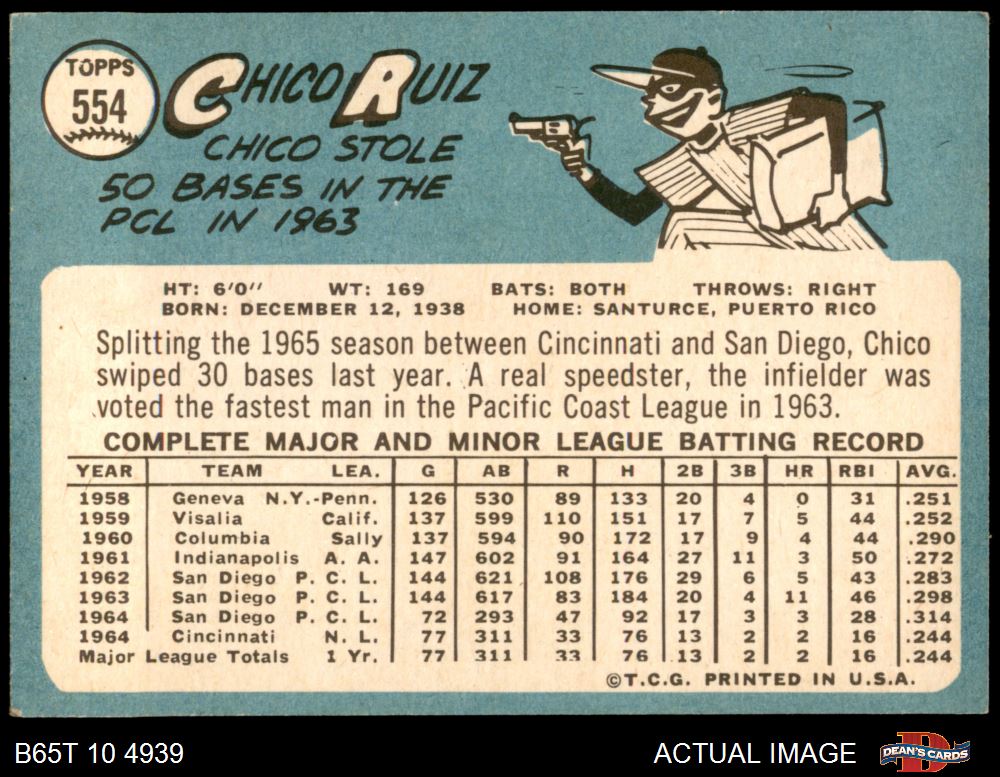 TOPPS
554
CHICO RUIZ
CHICO STOLE
50 BASES IN THE
PCL IN 1963
HT: 6'0" WT: 169 BATS: BOTH THROWS: RIGHT
BORN: DECEMBER 12, 1938 HOME: SANTURCE, PUERTO RICO
Splitting the 1965 season between Cincinnati and San Diego, Chico
swiped 30 bases last year. A real speedster, the infielder was
voted the fastest man in the Pacific Coast League in 1963.
COMPLETE MAJOR AND MINOR LEAGUE BATTING RECORD
YEAR TEAM LEA. G AB R H 2B 3B HR RBI AVG.
1958 Geneva N.Y.-Penn. 126 530 89 133 20 4 0 31 .251
1959 Visalia Calif. 137 599 110 151 17 7 5 44 .252
1960 Columbia Sally 137 594 90 172 17 9 4 44 .290
1961 Indianapolis A. A. 147 602 91 164 27 11 3 50 .272
1962 San Diego P. C. L. 144 621 108 176 29 6 5 43 .283
1963 San Diego P. C. L. 144 617 83 184 20 4 11 46 .298
1964 San Diego P. C. L. 72 293 47 92 17 3 3 28 .314
1964 Cincinnati N. L. 77 311 33 76 13 2 2 16 .244
Major League Totals 1 Yr. 77 311 33 76 13 2 2 16 .244
©T.C.G. PRINTED IN U.S.A.
B65T 10 4939 ACTUAL IMAGE DEAN'S CARDS